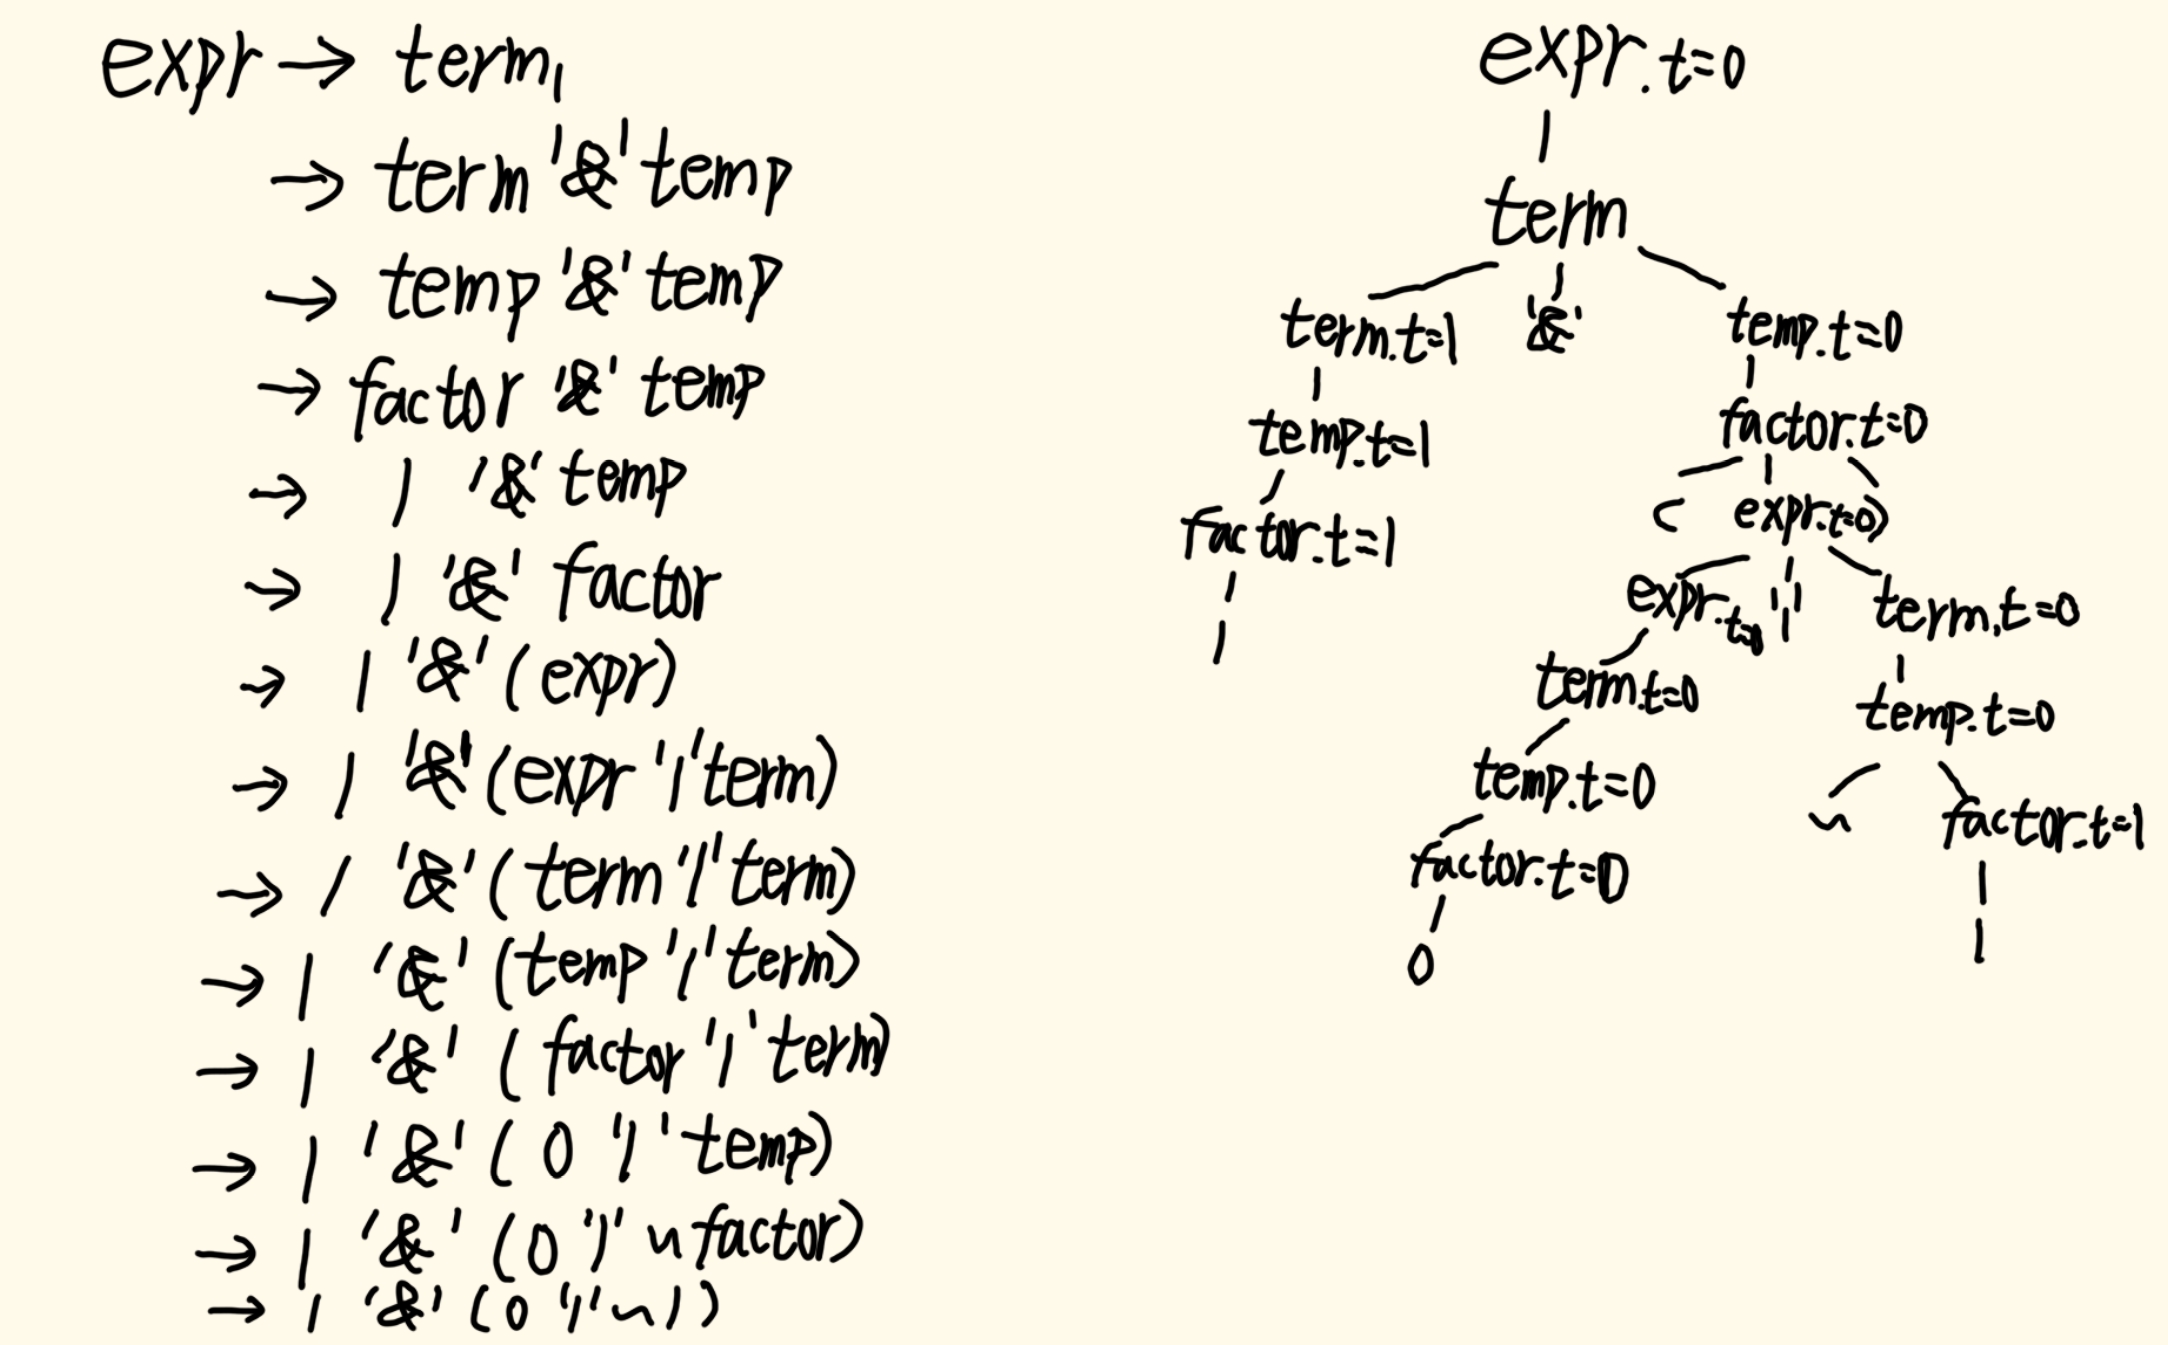 expr → term₁
→ term '&' temp
→ temp '&' temp
→ factor '&' temp
→ 1 '&' temp
→ 1 '&' factor
→ 1 '&' (expr)
→ 1 '&' (expr '|' term)
→ 1 '&' (term '|' term)
→ 1 '&' (temp '|' term)
→ 1 '&' (factor '|' term)
→ 1 '&' (0 '|' temp)
→ 1 '&' (0 '|' ~factor)
→ 1 '&' (0 '|' ~1)
expr.t=0
term
term.t=1 '&' temp.t=0
temp.t=1 factor.t=0
factor.t=1 ( expr.t=0 )
1 expr.t=0 '|' term.t=0
term.t=0 temp.t=0
temp.t=0 ~ factor.t=1
factor.t=0 1
0